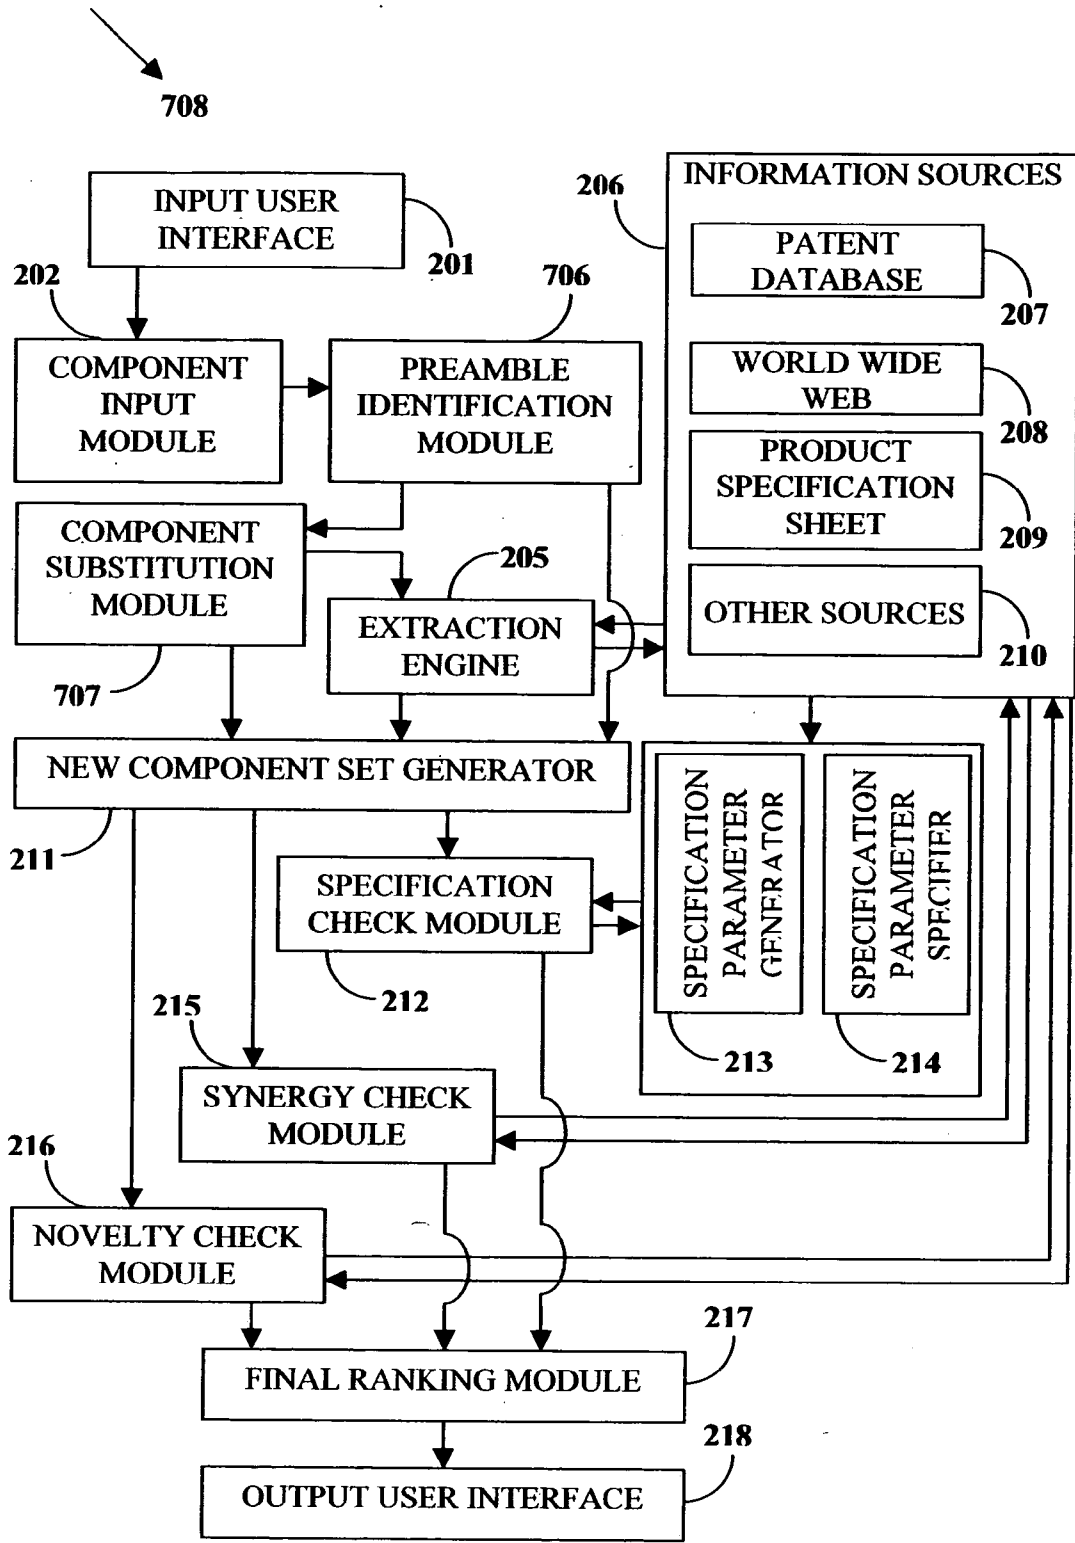 708
INPUT USER
INTERFACE
201
202
COMPONENT
INPUT
MODULE
706
PREAMBLE
IDENTIFICATION
MODULE
206
INFORMATION SOURCES
PATENT
DATABASE
207
WORLD WIDE
WEB
208
PRODUCT
SPECIFICATION
SHEET
209
OTHER SOURCES
210
COMPONENT
SUBSTITUTION
MODULE
707
205
EXTRACTION
ENGINE
NEW COMPONENT SET GENERATOR
211
SPECIFICATION
CHECK MODULE
212
SPECIFICATION
PARAMETER
GENERATOR
213
SPECIFICATION
PARAMETER
SPECIFIER
214
215
SYNERGY CHECK
MODULE
216
NOVELTY CHECK
MODULE
217
FINAL RANKING MODULE
218
OUTPUT USER INTERFACE